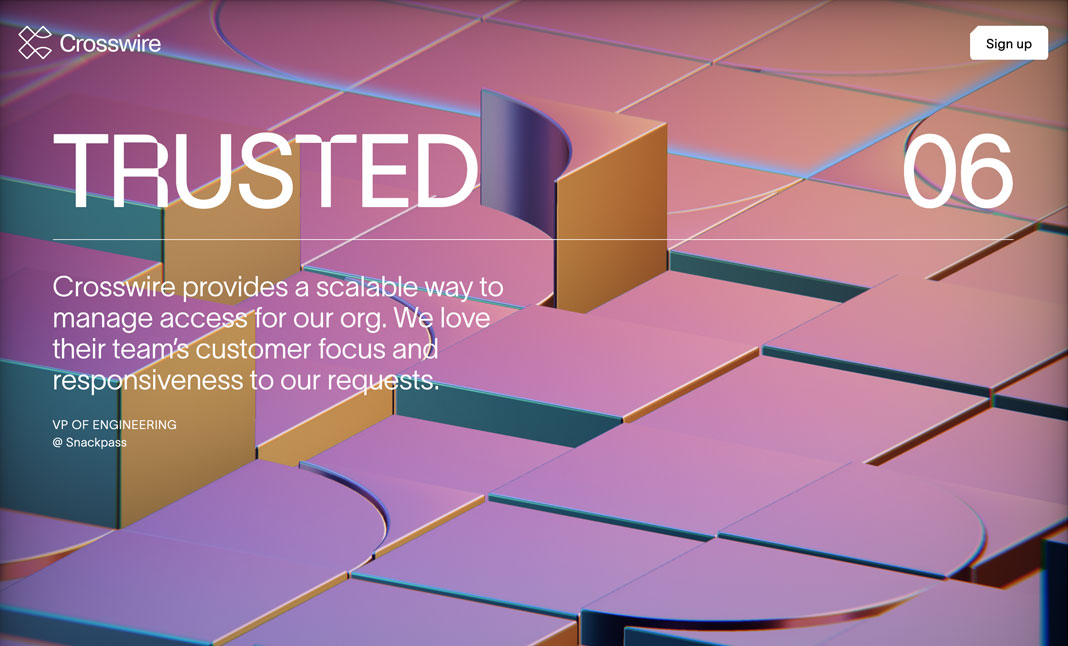 Crosswire
Sign up
TRUSTED
06
Crosswire provides a scalable way to
manage access for our org. We love
their team’s customer focus and
responsiveness to our requests.
VP OF ENGINEERING
@ Snackpass